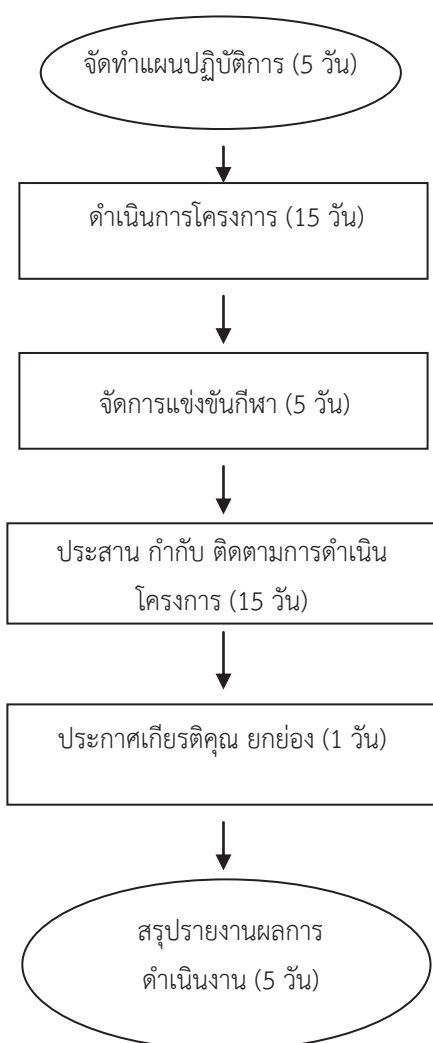 จัดทำแผนปฏิบัติการ (5 วัน)
ดำเนินการโครงการ (15 วัน)
จัดการแข่งขันกีฬา (5 วัน)
ประสาน กำกับ ติดตามการดำเนิน
โครงการ (15 วัน)
ประกาศเกียรติคุณ ยกย่อง (1 วัน)
สรุปรายงานผลการ
ดำเนินงาน (5 วัน)